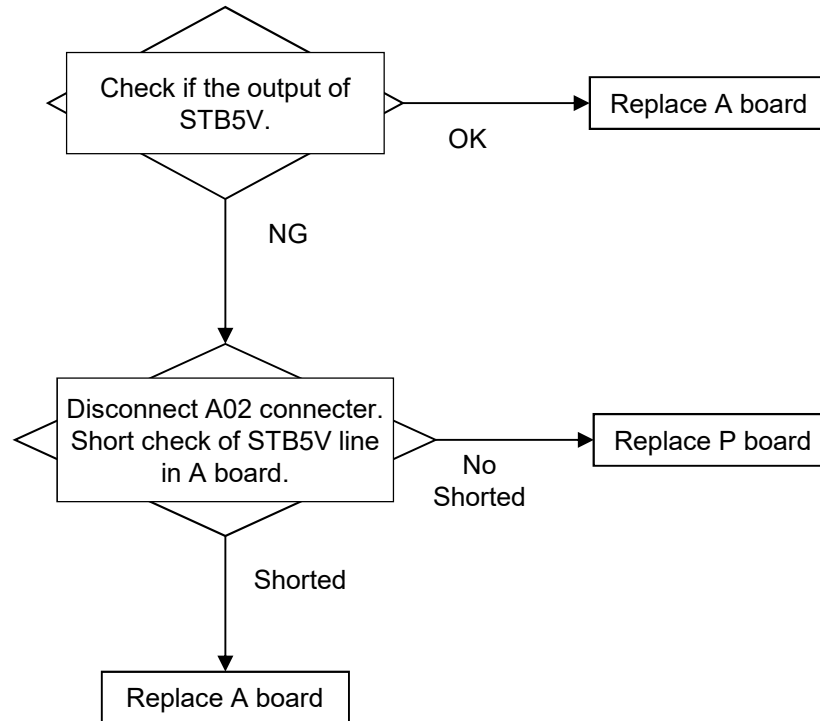 Check if the output of
STB5V.
Replace A board
OK
NG
Disconnect A02 connecter.
Short check of STB5V line
in A board.
Replace P board
No
Shorted
Shorted
Replace A board